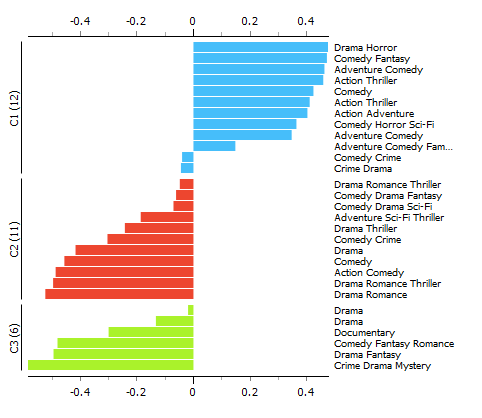 -0.4 -0.2 0 0.2 0.4
C1 (12)
Drama Horror
Comedy Fantasy
Adventure Comedy
Action Thriller
Comedy
Action Thriller
Action Adventure
Comedy Horror Sci-Fi
Adventure Comedy
Adventure Comedy Fam...
Comedy Crime
Crime Drama
C2 (11)
Drama Romance Thriller
Comedy Drama Fantasy
Comedy Drama Sci-Fi
Adventure Sci-Fi Thriller
Drama Thriller
Comedy Crime
Drama
Comedy
Action Comedy
Drama Romance Thriller
Drama Romance
C3 (6)
Drama
Drama
Documentary
Comedy Fantasy Romance
Drama Fantasy
Crime Drama Mystery
-0.4 -0.2 0 0.2 0.4